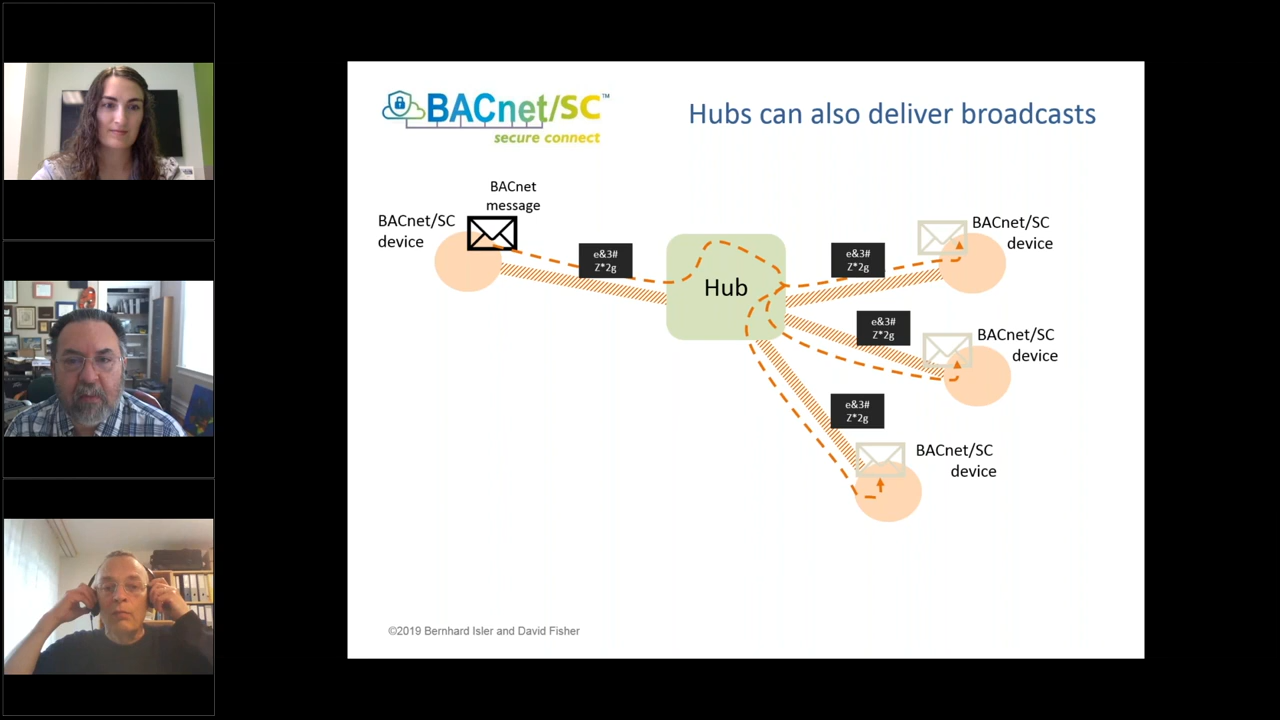 BACnet/SC™
secure connect
Hubs can also deliver broadcasts
BACnet
message
BACnet/SC
device
e&3#
Z*2g
Hub
e&3#
Z*2g
BACnet/SC
device
e&3#
Z*2g
BACnet/SC
device
e&3#
Z*2g
BACnet/SC
device
©2019 Bernhard Isler and David Fisher